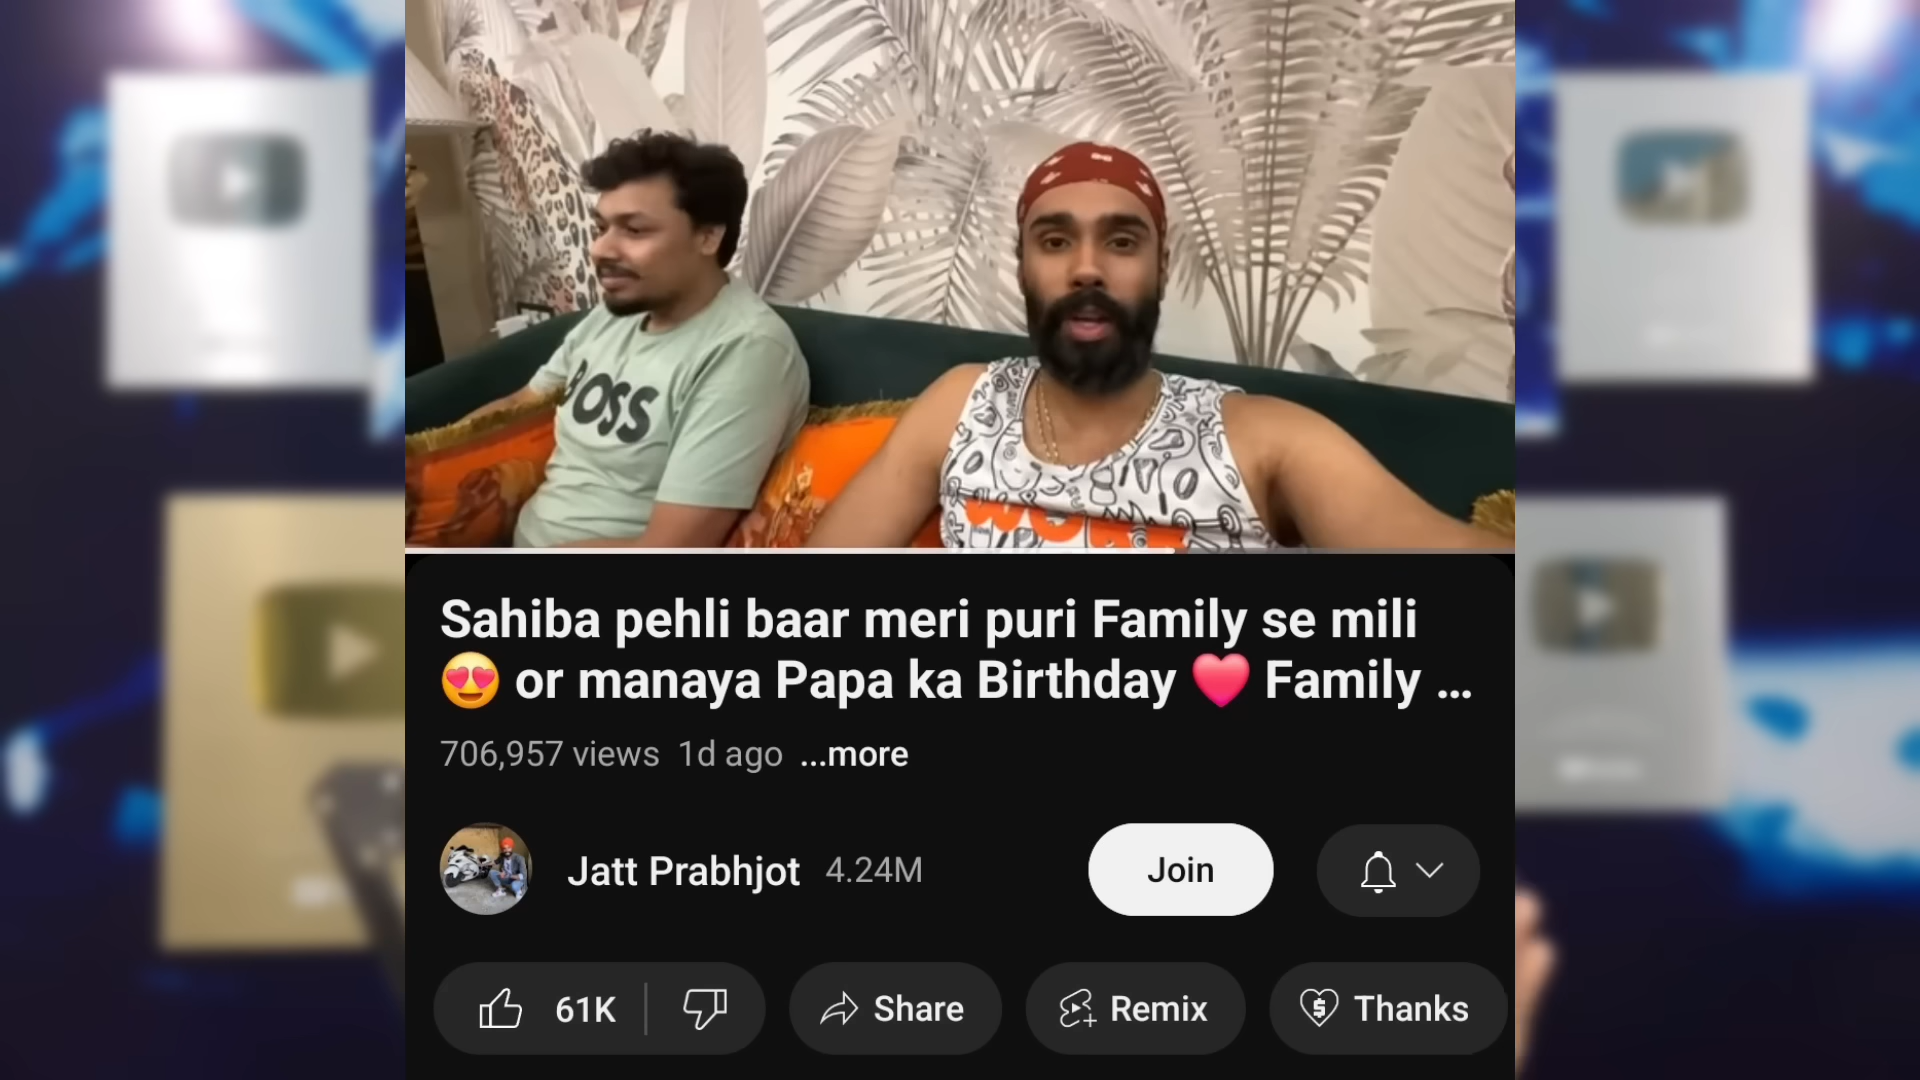 BOSS
Sahiba pehli baar meri puri Family se mili
😍 or manaya Papa ka Birthday ❤️ Family ...
706,957 views 1d ago ...more
Jatt Prabhjot 4.24M
Join
61K
Share
Remix
Thanks